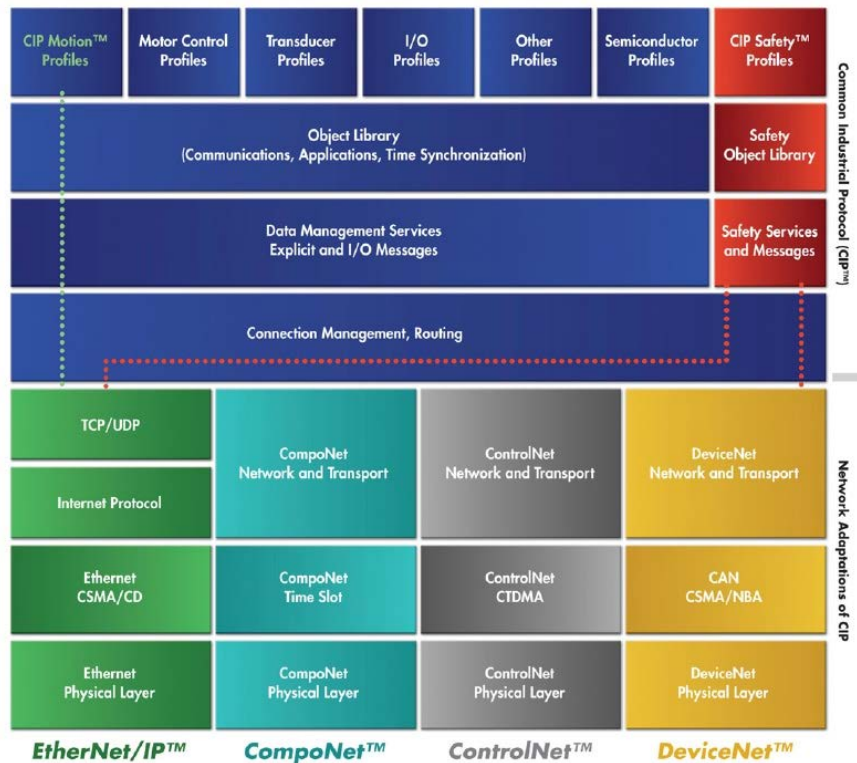 CIP Motion™
Profiles
Motor Control
Profiles
Transducer
Profiles
I/O
Profiles
Other
Profiles
Semiconductor
Profiles
CIP Safety™
Profiles
Object Library
(Communications, Applications, Time Synchronization)
Safety
Object Library
Data Management Services
Explicit and I/O Messages
Safety Services
and Messages
Connection Management, Routing
Common Industrial Protocol (CIP™)
TCP/UDP
Internet Protocol
CompoNet
Network and Transport
ControlNet
Network and Transport
DeviceNet
Network and Transport
Ethernet
CSMA/CD
CompoNet
Time Slot
ControlNet
CTDMA
CAN
CSMA/NBA
Ethernet
Physical Layer
CompoNet
Physical Layer
ControlNet
Physical Layer
DeviceNet
Physical Layer
Network Adaptations of CIP
EtherNet/IP™
CompoNet™
ControlNet™
DeviceNet™